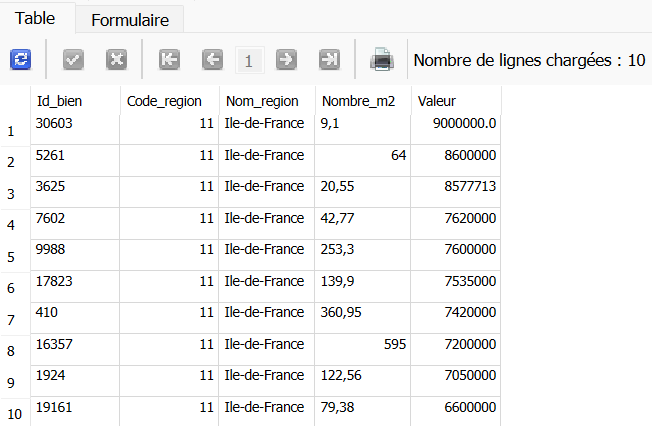 Table Formulaire
1 Nombre de lignes chargées : 10
Id_bien Code_region Nom_region Nombre_m2 Valeur
1 30603 11 Ile-de-France 9,1 9000000.0
2 5261 11 Ile-de-France 64 8600000
3 3625 11 Ile-de-France 20,55 8577713
4 7602 11 Ile-de-France 42,77 7620000
5 9988 11 Ile-de-France 253,3 7600000
6 17823 11 Ile-de-France 139,9 7535000
7 410 11 Ile-de-France 360,95 7420000
8 16357 11 Ile-de-France 595 7200000
9 1924 11 Ile-de-France 122,56 7050000
10 19161 11 Ile-de-France 79,38 6600000